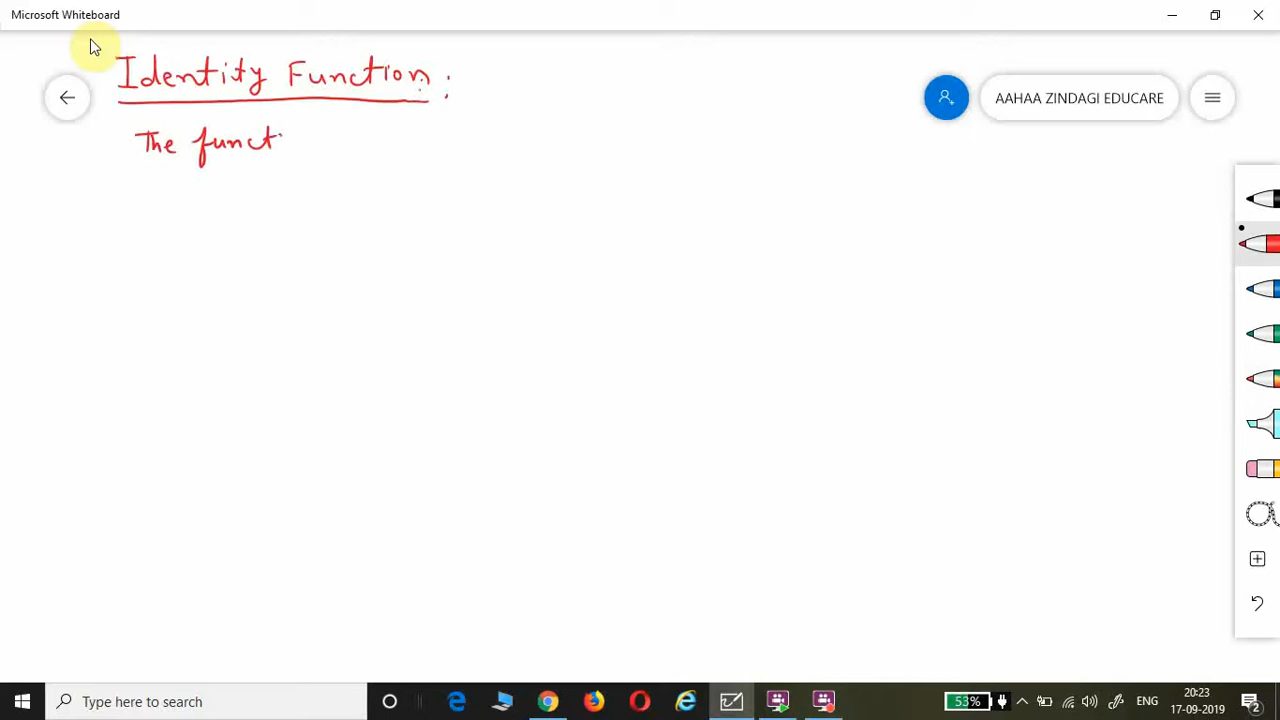 Microsoft Whiteboard
Identity Function :
AAHAA ZINDAGI EDUCARE
The funct
Type here to search
53%
ENG
20:23
17-09-2019
2